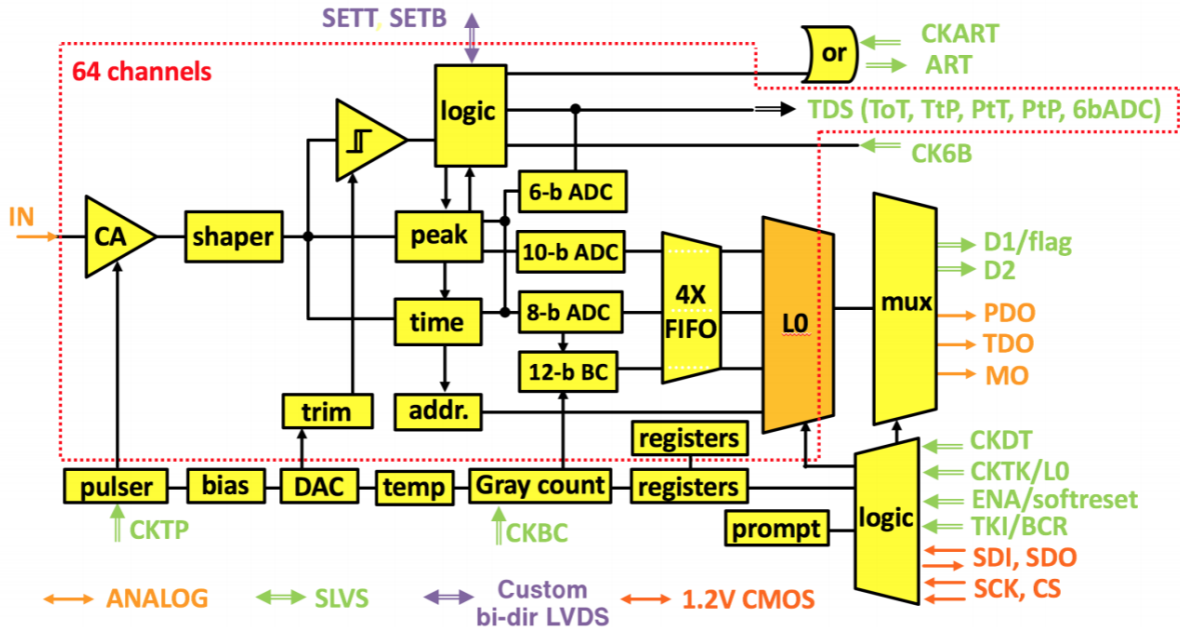 SETT, SETB
64 channels
or
CKART
ART
logic
TDS (ToT, TtP, PtT, PtP, 6bADC)
CK6B
6-b ADC
IN
CA
shaper
peak
10-b ADC
4X
FIFO
L0
mux
D1/flag
D2
time
8-b ADC
PDO
TDO
MO
12-b BC
trim
addr.
registers
CKDT
pulser
bias
DAC
temp
Gray count
registers
logic
CKTK/L0
ENA/softreset
prompt
TKI/BCR
CKTP
CKBC
SDI, SDO
SCK, CS
ANALOG
SLVS
Custom
bi-dir LVDS
1.2V CMOS